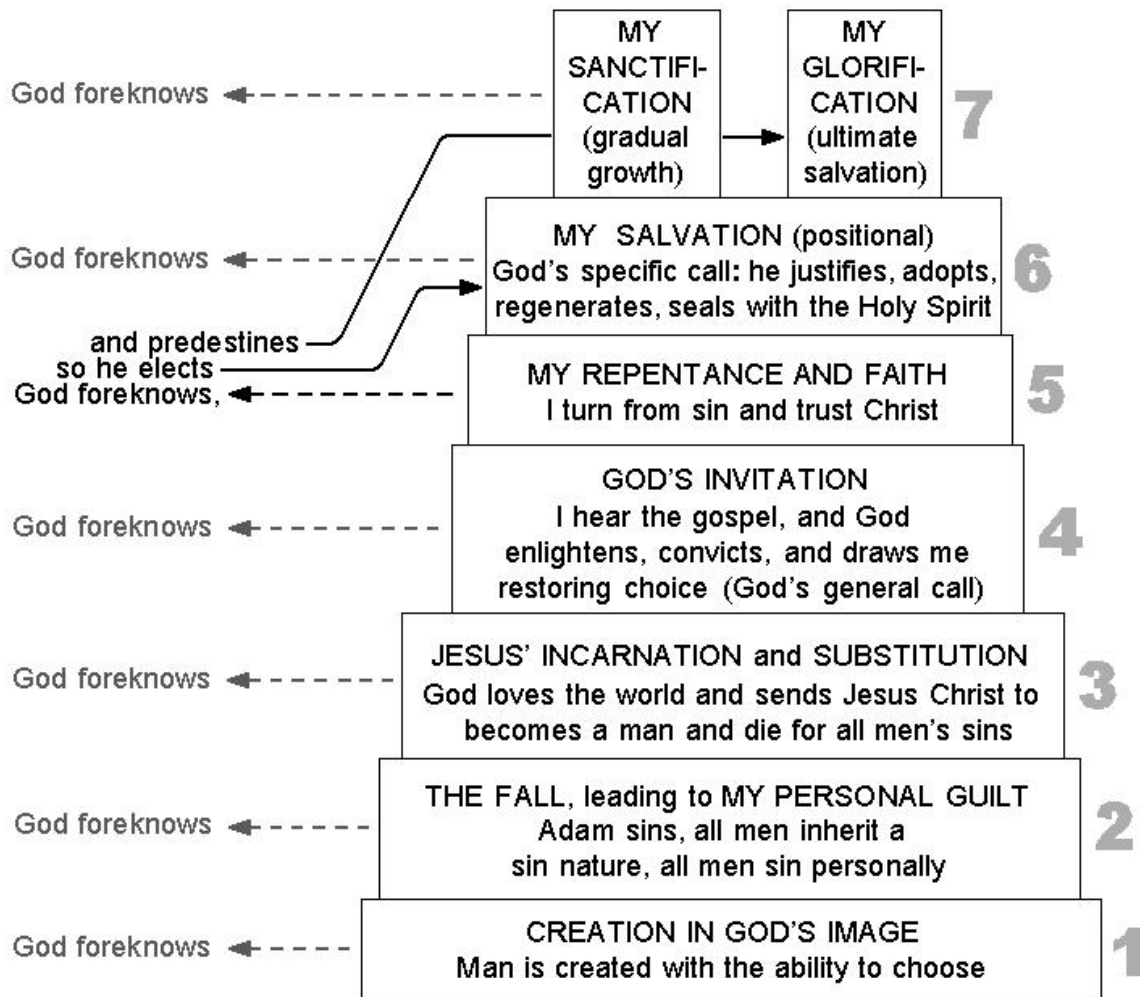 MY
SANCTIFI-
CATION
(gradual
growth)
MY
GLORIFI-
CATION
(ultimate
salvation)
God foreknows
7
MY SALVATION (positional)
God's specific call: he justifies, adopts,
regenerates, seals with the Holy Spirit
God foreknows
6
and predestines
so he elects
God foreknows,
MY REPENTANCE AND FAITH
I turn from sin and trust Christ
5
GOD'S INVITATION
I hear the gospel, and God
enlightens, convicts, and draws me
restoring choice (God's general call)
God foreknows
4
JESUS' INCARNATION and SUBSTITUTION
God loves the world and sends Jesus Christ to
becomes a man and die for all men's sins
God foreknows
3
THE FALL, leading to MY PERSONAL GUILT
Adam sins, all men inherit a
sin nature, all men sin personally
God foreknows
2
CREATION IN GOD'S IMAGE
Man is created with the ability to choose
God foreknows
1